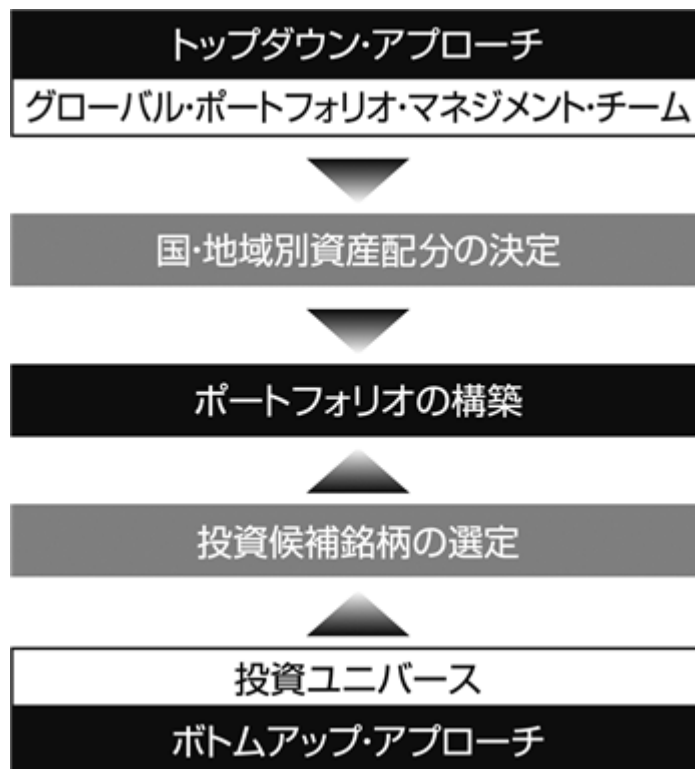 トップダウン・アプローチ
グローバル・ポートフォリオ・マネジメント・チーム
国・地域別資産配分の決定
ポートフォリオの構築
投資候補銘柄の選定
投資ユニバース
ボトムアップ・アプローチ